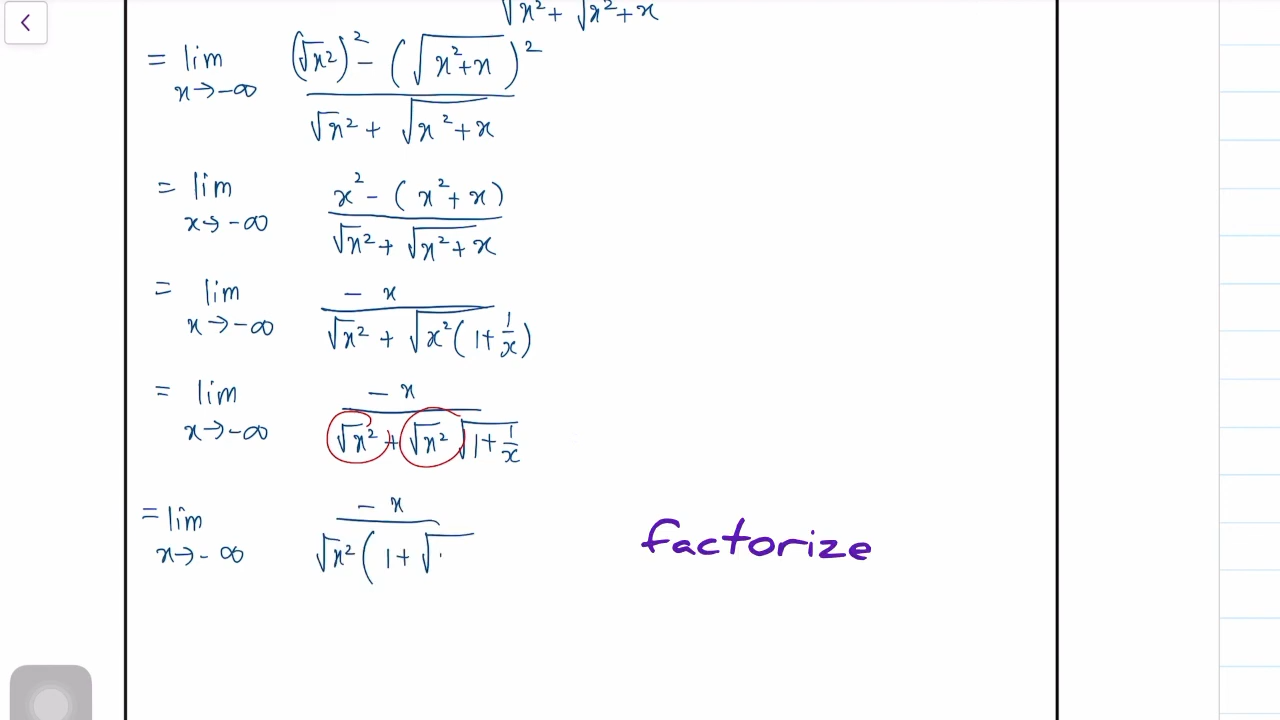 √x² + √x²+x
= lim x→-∞ (√x²)² - (√x²+x)² / √x² + √x²+x
= lim x→-∞ x² - (x²+x) / √x² + √x²+x
= lim x→-∞ -x / √x² + √x²(1+1/x)
= lim x→-∞ -x / √x² + √x² √1+1/x
= lim x→-∞ -x / √x² (1+√
factorize